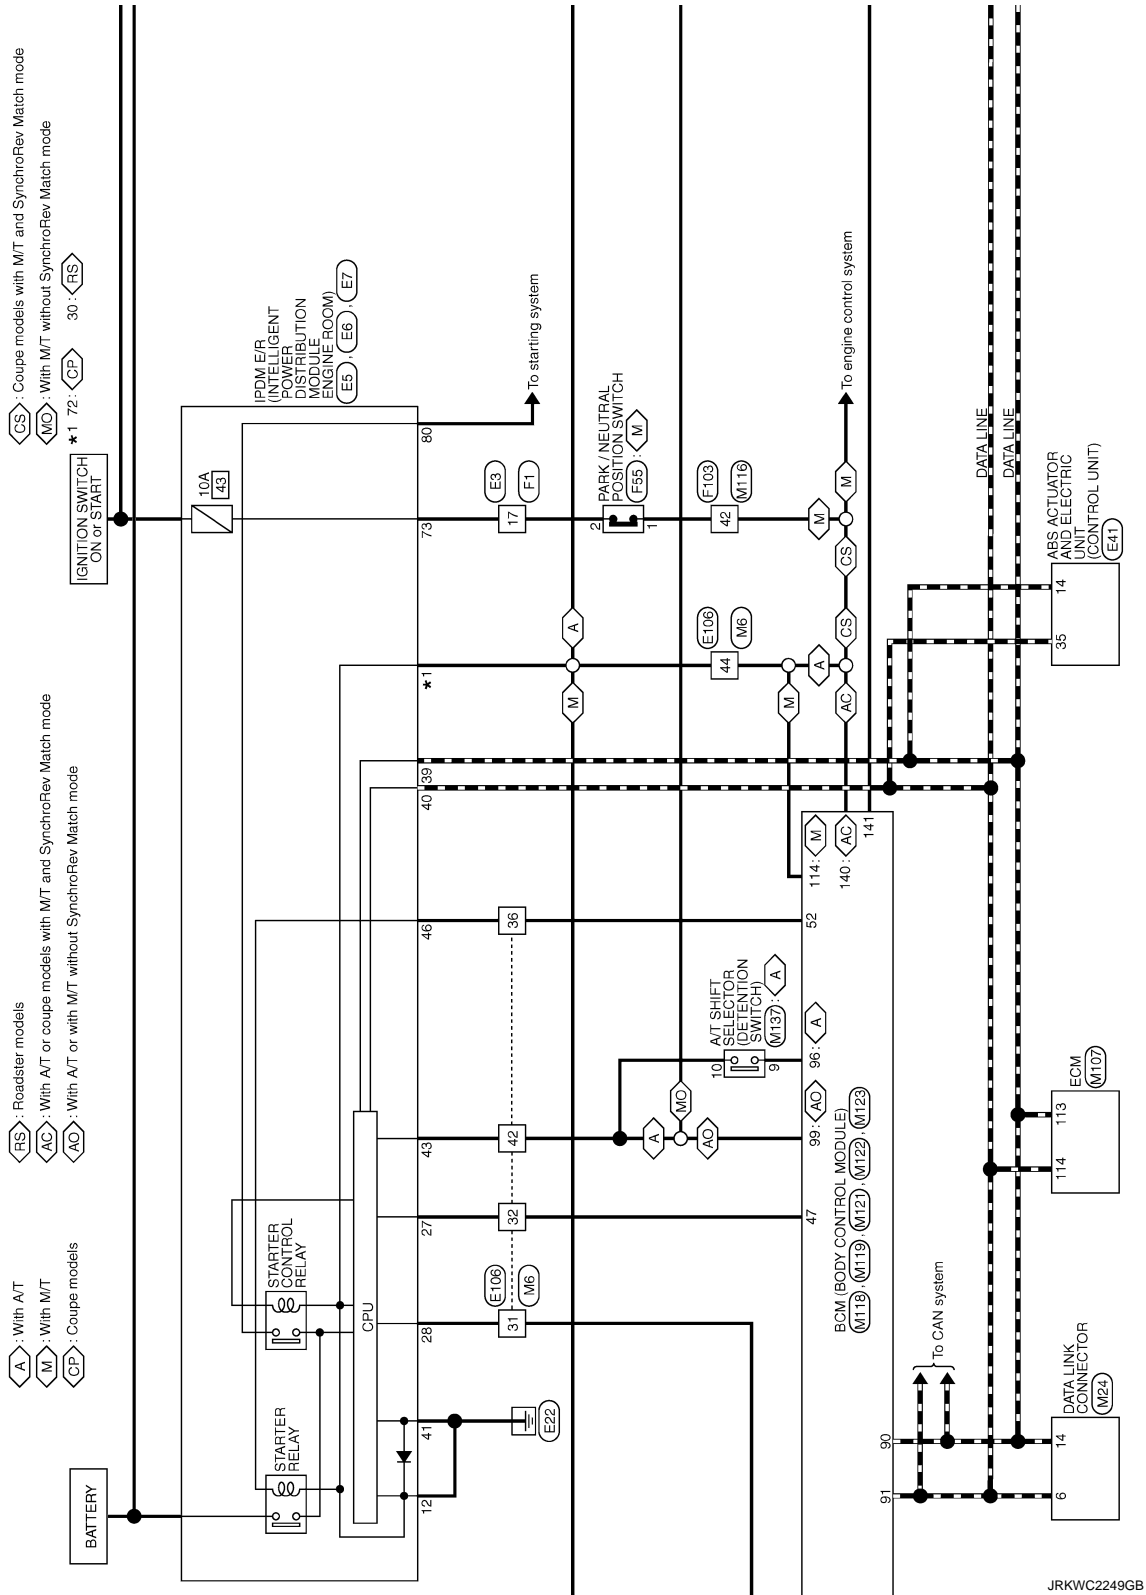 A : With A/T
M : With M/T
CP : Coupe models
RS : Roadster models
AC : With A/T or coupe models with M/T and SynchroRev Match mode
AO : With A/T or with M/T without SynchroRev Match mode
CS : Coupe models with M/T and SynchroRev Match mode
MO : With M/T without SynchroRev Match mode
★1 72 : CP 30 : RS
BATTERY
IGNITION SWITCH
ON or START
10A
43
STARTER
RELAY
STARTER
CONTROL
RELAY
CPU
IPDM E/R
(INTELLIGENT
POWER
DISTRIBUTION
MODULE
ENGINE ROOM)
E5 , E6 , E7
12
41
28
27
43
46
40
39
★1
73
80
To starting system
E22
E106
M6
31
32
42
36
17
E3
F1
A
M
PARK / NEUTRAL
POSITION SWITCH
F55 : M
2
1
A
MO
AO
A/T SHIFT
SELECTOR
(DETENTION
SWITCH)
M137 : A
10
9
E106
M6
44
F103
M116
42
M
A
AC
CS
CS
M
M
To engine control system
47
99 : AO
96 : A
52
114 : M
140 : AC
141
BCM (BODY CONTROL MODULE)
M118 , M119 , M121 , M122 , M123
91
90
To CAN system
DATA LINE
DATA LINE
6
14
DATA LINK
CONNECTOR
M24
114
113
ECM
M107
35
14
ABS ACTUATOR
AND ELECTRIC
UNIT
(CONTROL UNIT)
E41
JRKWC2249GB